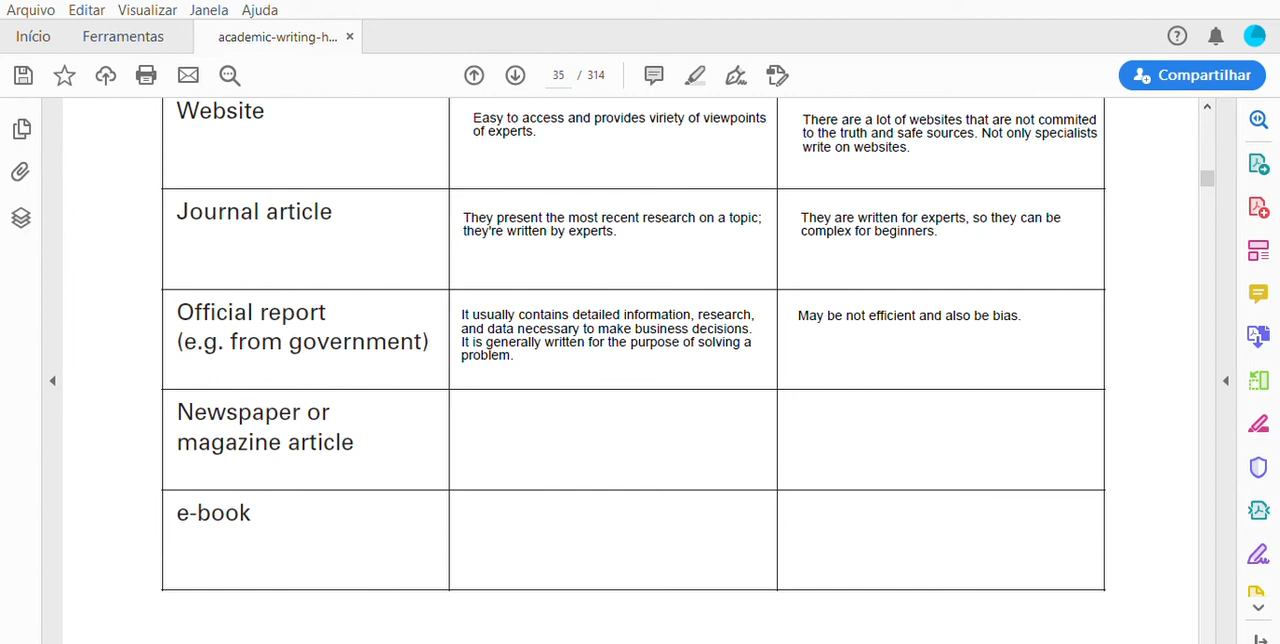 Arquivo Editar Visualizar Janela Ajuda
Início Ferramentas academic-writing-h... ×
35 / 314 Compartilhar
Website
Easy to access and provides viriety of viewpoints
of experts.
There are a lot of websites that are not commited
to the truth and safe sources. Not only specialists
write on websites.
Journal article
They present the most recent research on a topic;
they're written by experts.
They are written for experts, so they can be
complex for beginners.
Official report
(e.g. from government)
It usually contains detailed information, research,
and data necessary to make business decisions.
It is generally written for the purpose of solving a
problem.
May be not efficient and also be bias.
Newspaper or
magazine article
e-book